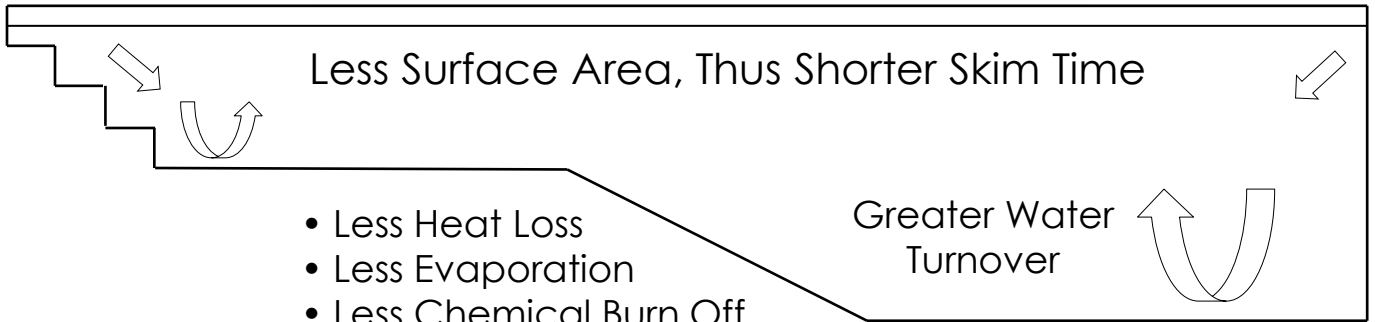 Less Surface Area, Thus Shorter Skim Time
• Less Heat Loss
• Less Evaporation
• Less Chemical Burn Off
Greater Water
Turnover